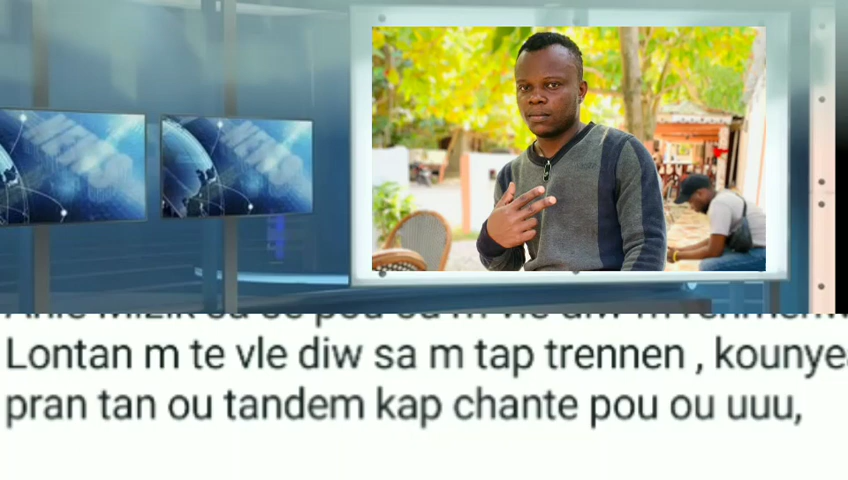 Lontan m te vle diw sa m tap trennen , kounye
pran tan ou tandem kap chante pou ou uuu,